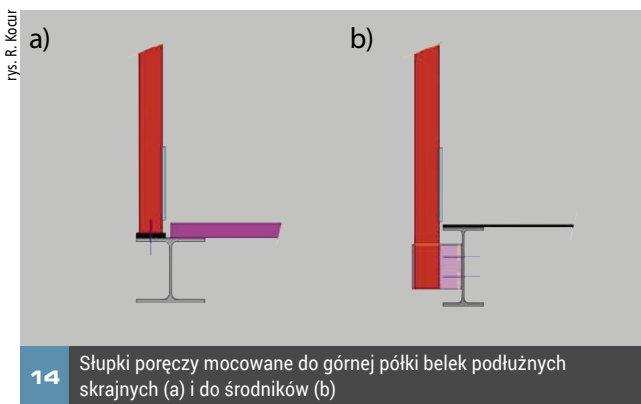 rys. R. Kocur
a)
b)
14
Słupki poręczy mocowane do górnej półki belek podłużnych
skrajnych (a) i do środników (b)